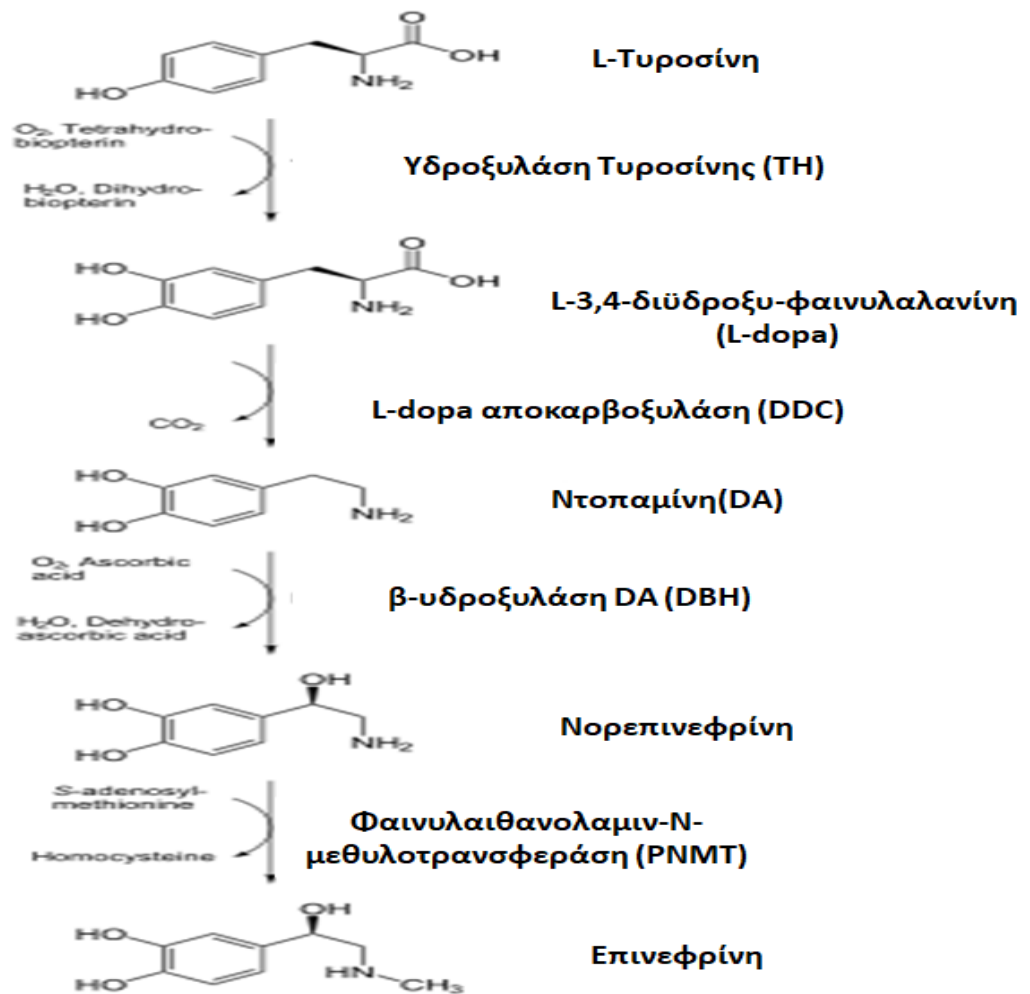 O
OH
HO
NH₂
L-Τυροσίνη
O₂, Tetrahydro-
biopterin
H₂O, Dihydro-
biopterin
Υδροξυλάση Τυροσίνης (TH)
O
HO
OH
HO
NH₂
L-3,4-διϋδροξυ-φαινυλαλανίνη
(L-dopa)
CO₂
L-dopa αποκαρβοξυλάση (DDC)
HO
HO
NH₂
Ντοπαμίνη(DA)
O₂, Ascorbic
acid
H₂O, Dehydro-
ascorbic acid
β-υδροξυλάση DA (DBH)
OH
HO
HO
NH₂
Νορεπινεφρίνη
S-adenosyl-
methionine
Homocysteine
Φαινυλαιθανολαμιν-Ν-
μεθυλοτρανσφεράση (PNMT)
OH
HO
HO
HN
CH₃
Επινεφρίνη